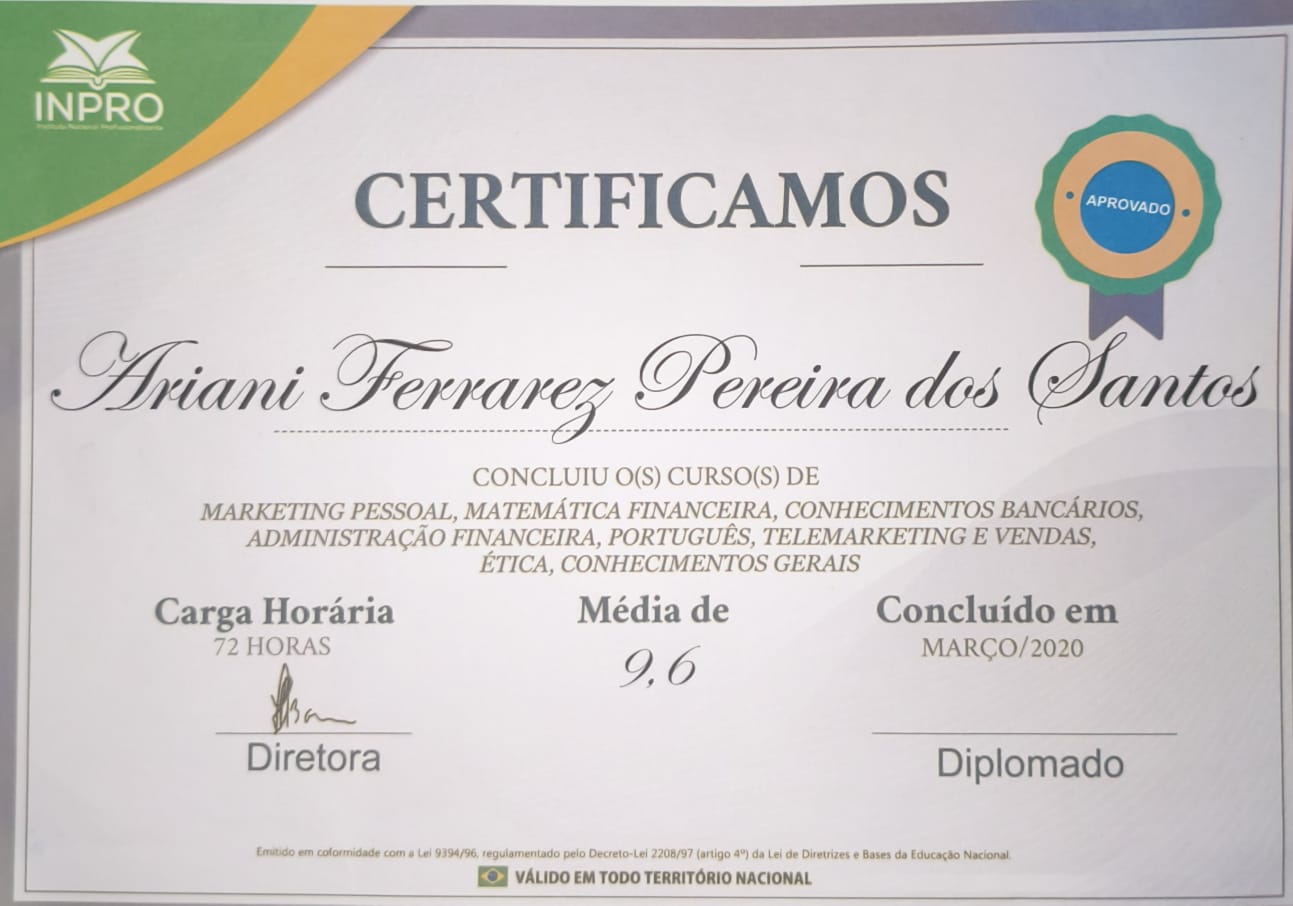 INPRO
Instituto Nacional Profissionalizante
CERTIFICAMOS
APROVADO
Ariani Ferrarez Pereira dos Santos
CONCLUIU O(S) CURSO(S) DE
MARKETING PESSOAL, MATEMÁTICA FINANCEIRA, CONHECIMENTOS BANCÁRIOS,
ADMINISTRAÇÃO FINANCEIRA, PORTUGUÊS, TELEMARKETING E VENDAS,
ÉTICA, CONHECIMENTOS GERAIS
Carga Horária
72 HORAS
Média de
9,6
Concluído em
MARÇO/2020
Diretora
Diplomado
Emitido em coformidade com a Lei 9394/96, regulamentado pelo Decreto-Lei 2208/97 (artigo 4º) da Lei de Diretrizes e Bases da Educação Nacional.
VÁLIDO EM TODO TERRITÓRIO NACIONAL